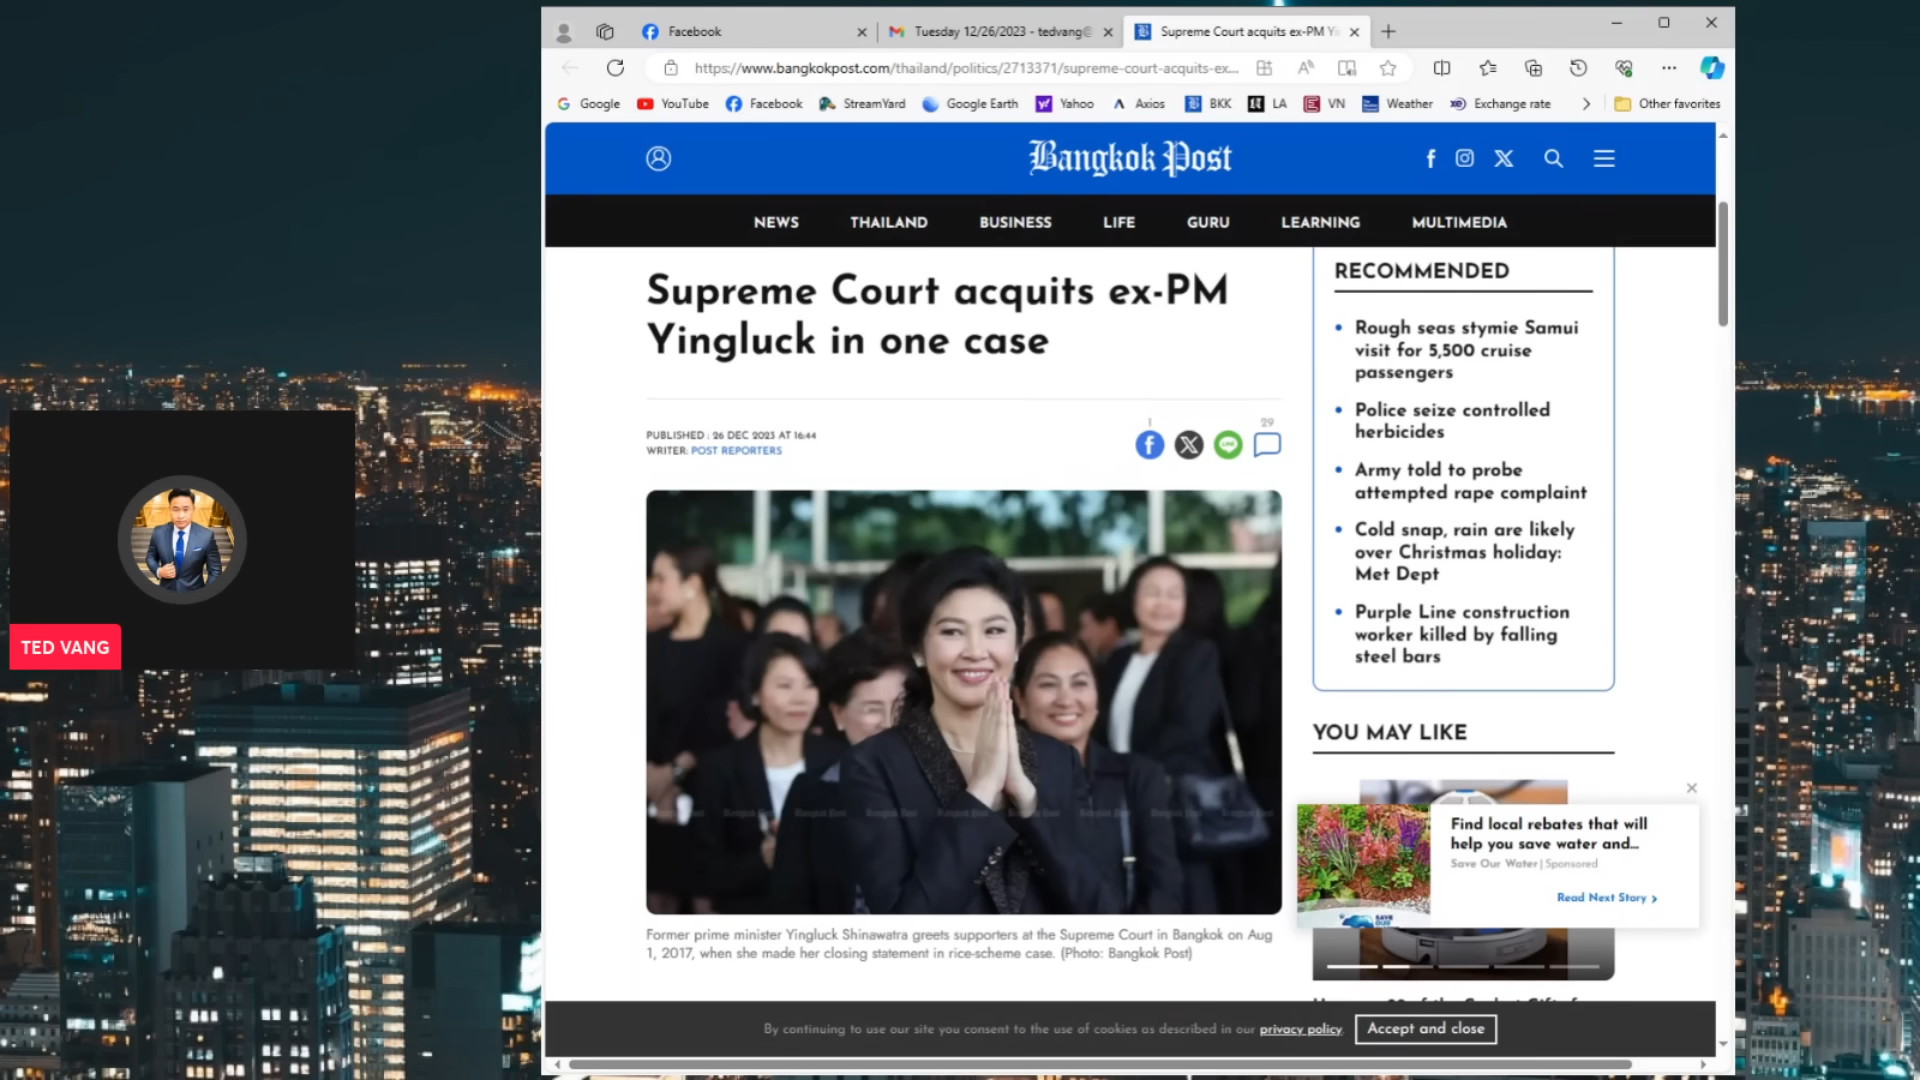 Facebook
Tuesday 12/26/2023 - tedvang@
Supreme Court acquits ex-PM Yi
https://www.bangkokpost.com/thailand/politics/2713371/supreme-court-acquits-ex...
Google
YouTube
Facebook
StreamYard
Google Earth
Yahoo
Axios
BKK
LA
VN
Weather
Exchange rate
Other favorites
Bangkok Post
NEWS
THAILAND
BUSINESS
LIFE
GURU
LEARNING
MULTIMEDIA
Supreme Court acquits ex-PM
Yingluck in one case
PUBLISHED : 26 DEC 2023 AT 16:44
WRITER: POST REPORTERS
1
29
Former prime minister Yingluck Shinawatra greets supporters at the Supreme Court in Bangkok on Aug
1, 2017, when she made her closing statement in rice-scheme case. (Photo: Bangkok Post)
RECOMMENDED
Rough seas stymie Samui
visit for 5,500 cruise
passengers
Police seize controlled
herbicides
Army told to probe
attempted rape complaint
Cold snap, rain are likely
over Christmas holiday:
Met Dept
Purple Line construction
worker killed by falling
steel bars
YOU MAY LIKE
Find local rebates that will
help you save water and...
Save Our Water | Sponsored
Read Next Story
SAVE
OUR
By continuing to use our site you consent to the use of cookies as described in our privacy policy
Accept and close
TED VANG